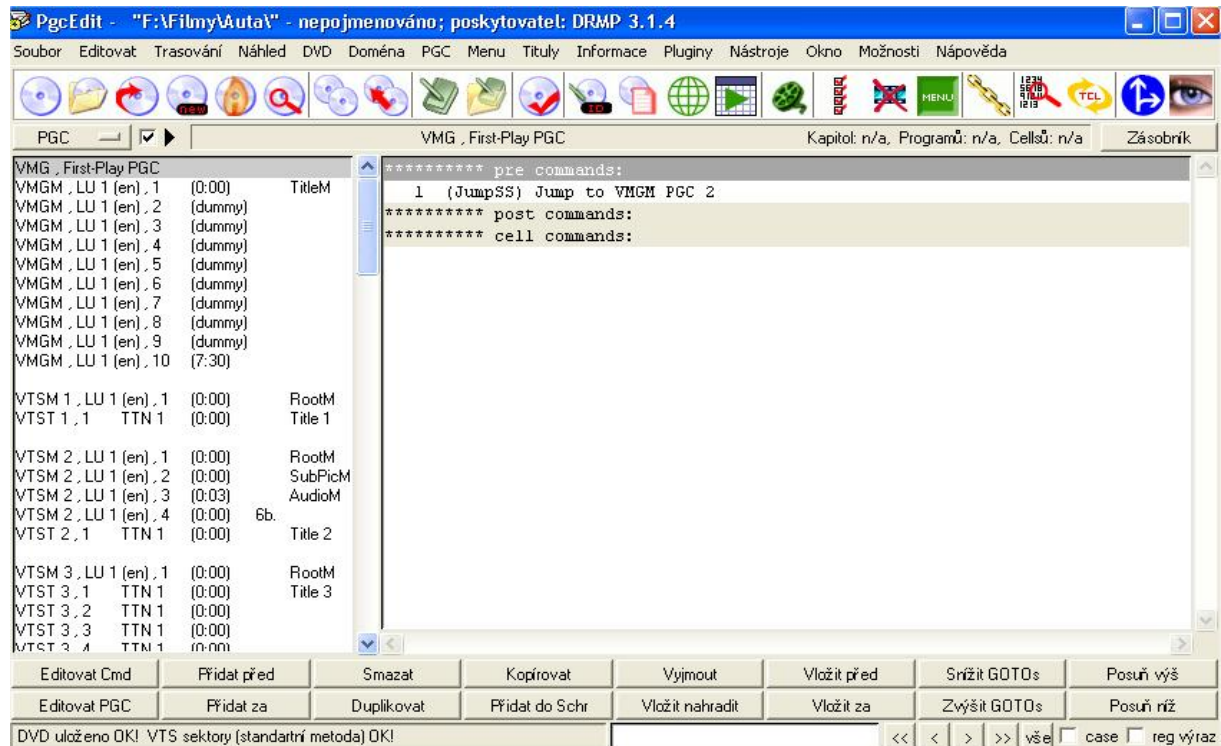 PgcEdit - "F:\Filmy\Auta\" - nepojmenováno; poskytovatel: DRMP 3.1.4
Soubor Editovat Trasování Náhled DVD Doména PGC Menu Tituly Informace Pluginy Nástroje Okno Možnosti Nápověda
new ID MENU TCL
PGC VMG , First-Play PGC Kapitol: n/a, Programů: n/a, Cellsů: n/a Zásobník
VMG , First-Play PGC
VMGM , LU 1 (en) , 1 (0:00) TitleM
VMGM , LU 1 (en) , 2 (dummy)
VMGM , LU 1 (en) , 3 (dummy)
VMGM , LU 1 (en) , 4 (dummy)
VMGM , LU 1 (en) , 5 (dummy)
VMGM , LU 1 (en) , 6 (dummy)
VMGM , LU 1 (en) , 7 (dummy)
VMGM , LU 1 (en) , 8 (dummy)
VMGM , LU 1 (en) , 9 (dummy)
VMGM , LU 1 (en) , 10 (7:30)
VTSM 1 , LU 1 (en) , 1 (0:00) RootM
VTST 1 , 1 TTN 1 (0:00) Title 1
VTSM 2 , LU 1 (en) , 1 (0:00) RootM
VTSM 2 , LU 1 (en) , 2 (0:00) SubPicM
VTSM 2 , LU 1 (en) , 3 (0:03) AudioM
VTSM 2 , LU 1 (en) , 4 (0:00) 6b.
VTST 2 , 1 TTN 1 (0:00) Title 2
VTSM 3 , LU 1 (en) , 1 (0:00) RootM
VTST 3 , 1 TTN 1 (0:00) Title 3
VTST 3 , 2 TTN 1 (0:00)
VTST 3 , 3 TTN 1 (0:00)
VTST 3 , 4 TTN 1 (0:00)
********** pre commands:
1 (JumpSS) Jump to VMGM PGC 2
********** post commands:
********** cell commands:
Editovat Cmd Přidat před Smazat Kopírovat Vyjmout Vložit před Snížit GOTOs Posuň výš
Editovat PGC Přidat za Duplikovat Přidat do Schr Vložit nahradit Vložit za Zvýšit GOTOs Posuň níž
DVD uloženo OK! VTS sektory (standartní metoda) OK! << < > >> vše case reg výraz